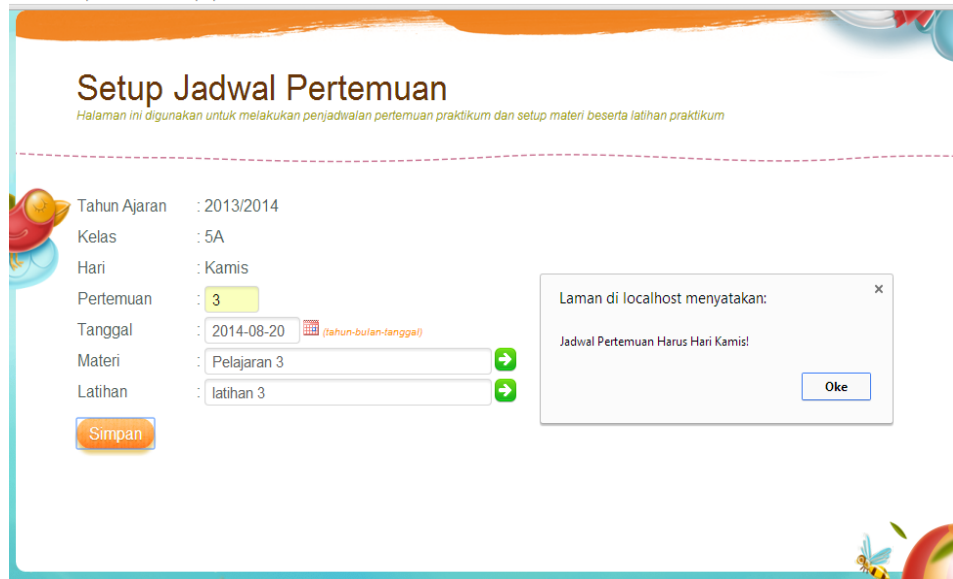 Setup Jadwal Pertemuan
Halaman ini digunakan untuk melakukan penjadwalan pertemuan praktikum dan setup materi beserta latihan praktikum
Tahun Ajaran : 2013/2014
Kelas : 5A
Hari : Kamis
Pertemuan : 3
Tanggal : 2014-08-20 (tahun-bulan-tanggal)
Materi : Pelajaran 3
Latihan : latihan 3
Simpan
Laman di localhost menyatakan:
Jadwal Pertemuan Harus Hari Kamis!
Oke